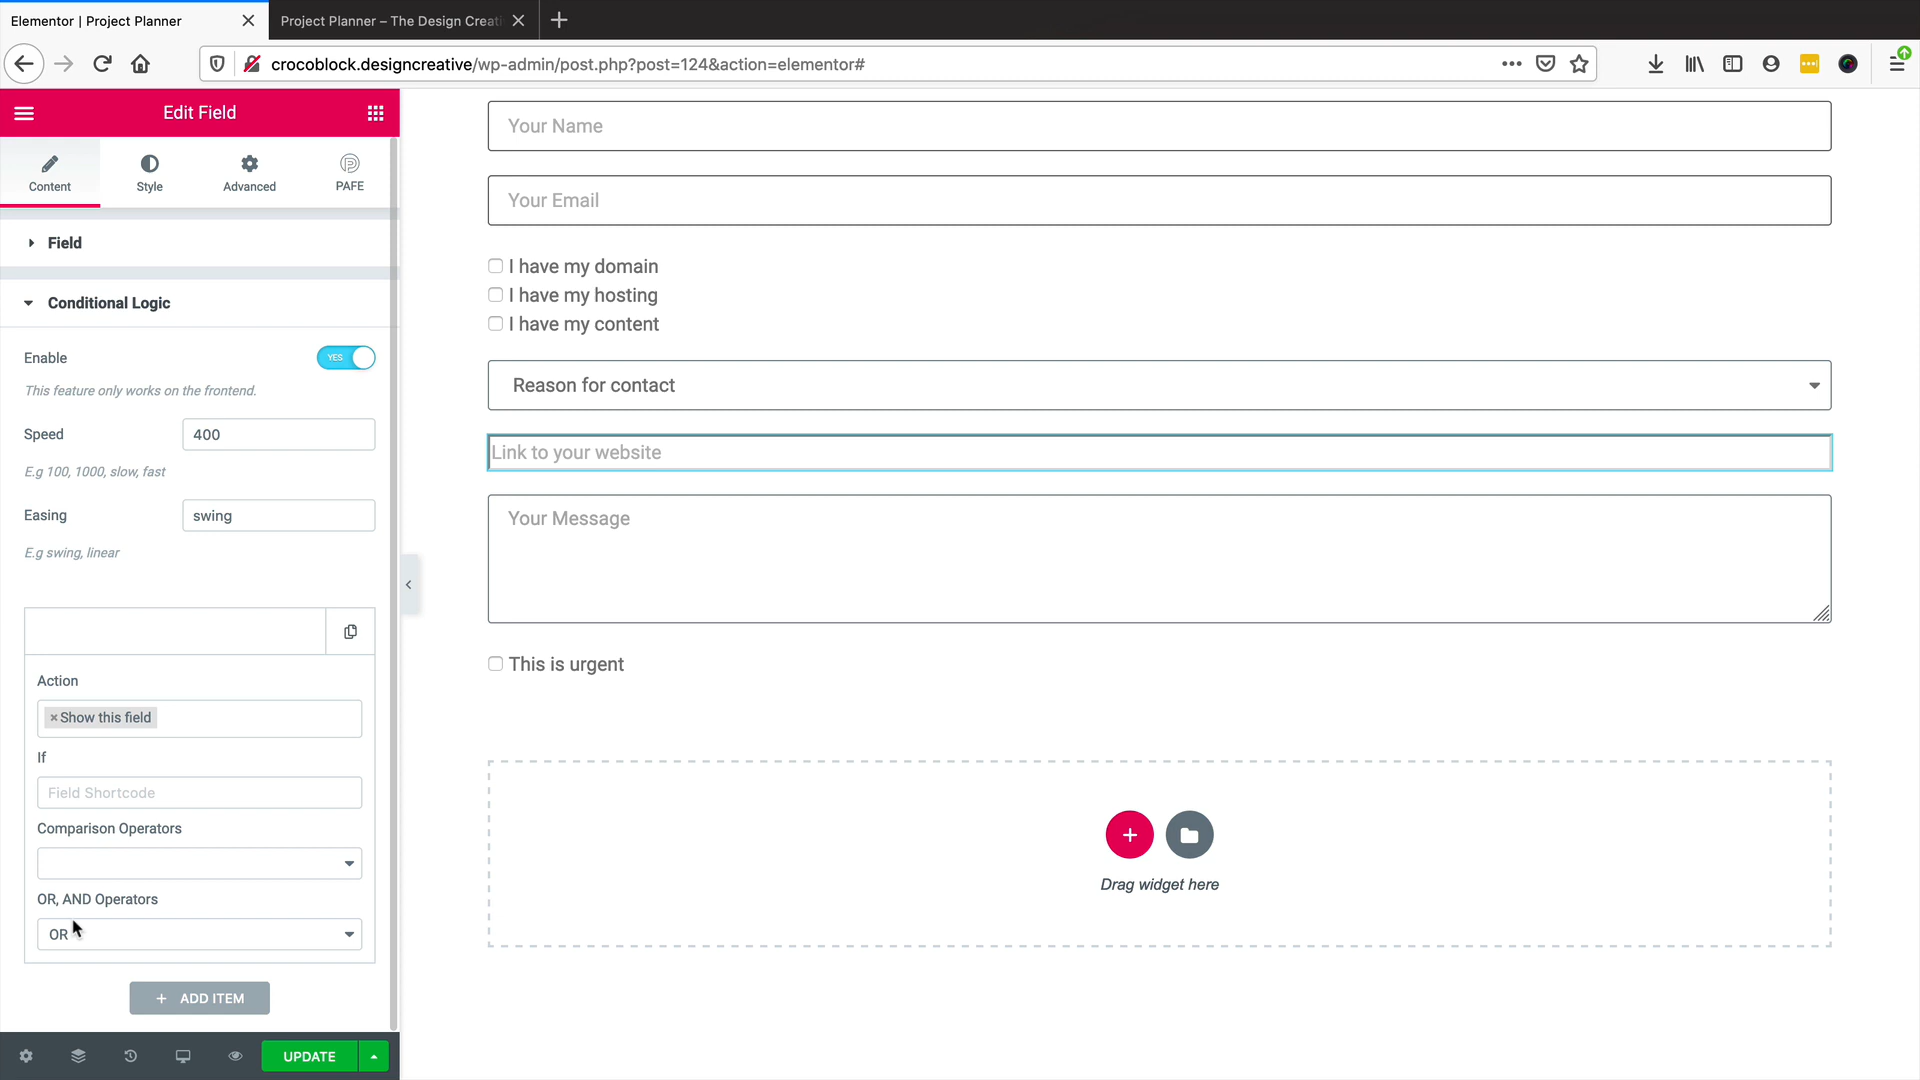 Elementor | Project Planner
Project Planner – The Design Creati
crocoblock.designcreative/wp-admin/post.php?post=124&action=elementor#
Edit Field
Content
Style
Advanced
PAFE
Field
Conditional Logic
Enable
YES
This feature only works on the frontend.
Speed
400
E.g 100, 1000, slow, fast
Easing
swing
E.g swing, linear
Action
×Show this field
If
Field Shortcode
Comparison Operators
OR, AND Operators
OR
+ ADD ITEM
UPDATE
Your Name
Your Email
I have my domain
I have my hosting
I have my content
Reason for contact
Link to your website
Your Message
This is urgent
Drag widget here